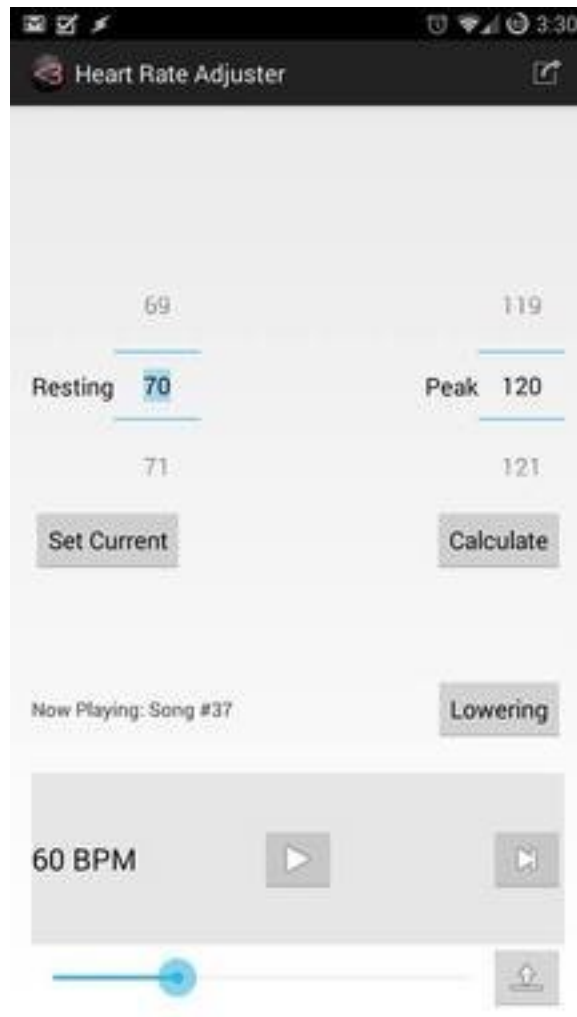 3:30
Heart Rate Adjuster
69 119
Resting 70 Peak 120
71 121
Set Current Calculate
Now Playing: Song #37 Lowering
60 BPM